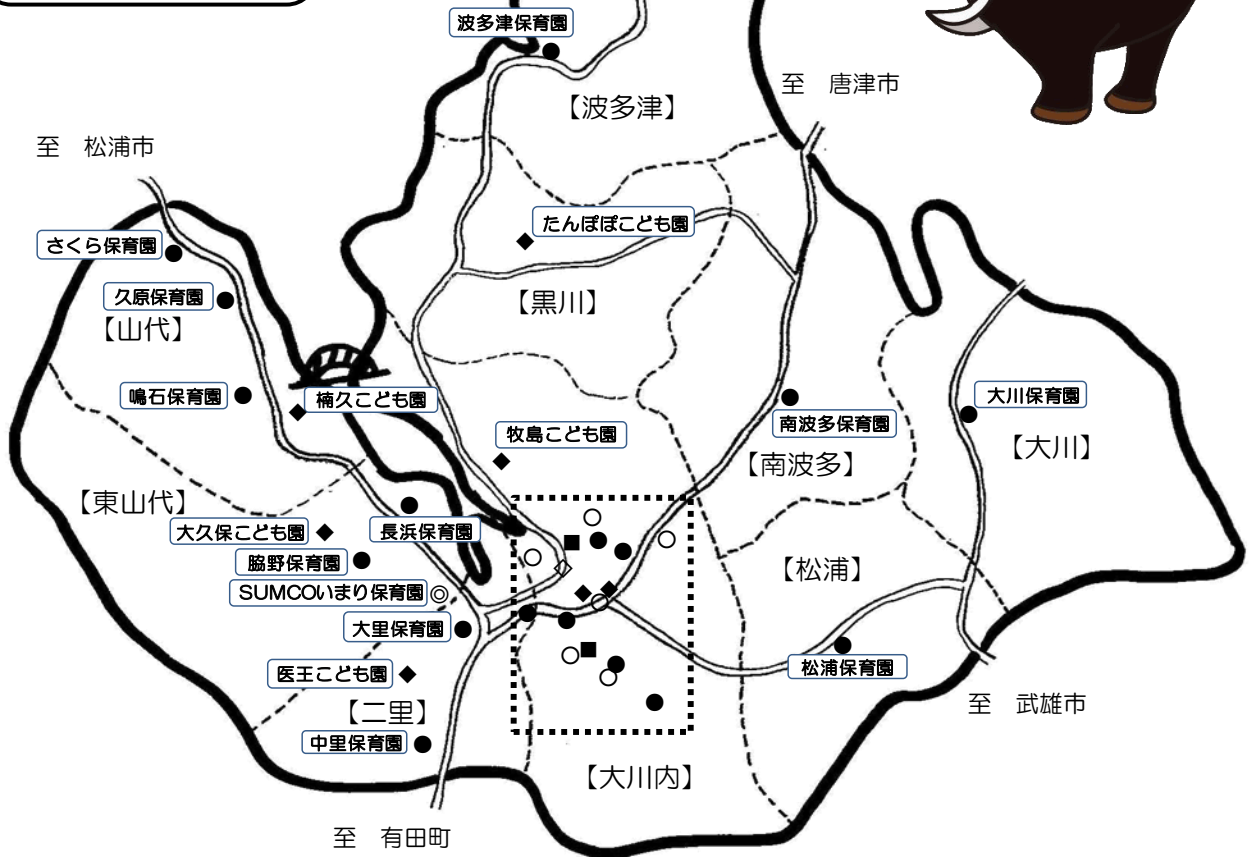 波多津保育園
至　唐津市
【波多津】
至　松浦市
たんぽぽこども園
さくら保育園
久原保育園
【黒川】
【山代】
鳴石保育園
楠久こども園
大川保育園
南波多保育園
牧島こども園
【大川】
【南波多】
【東山代】
大久保こども園
長浜保育園
脇野保育園
【松浦】
SUMCOいまり保育園
大里保育園
松浦保育園
医王こども園
至　武雄市
【二里】
中里保育園
【大川内】
至　有田町